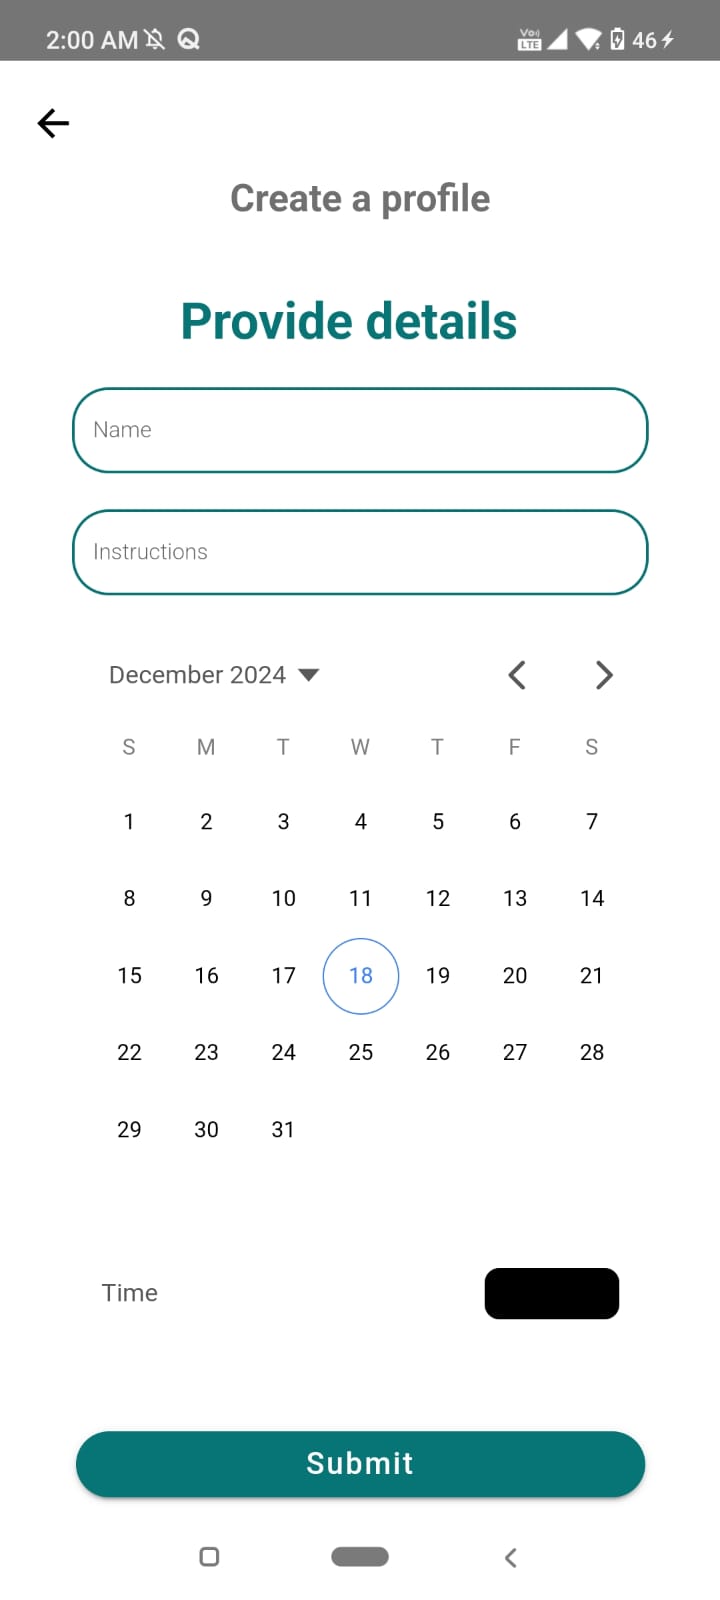 2:00 AM VoLTE 46
Create a profile
Provide details
Name
Instructions
December 2024
S M T W T F S
1 2 3 4 5 6 7
8 9 10 11 12 13 14
15 16 17 18 19 20 21
22 23 24 25 26 27 28
29 30 31
Time
Submit